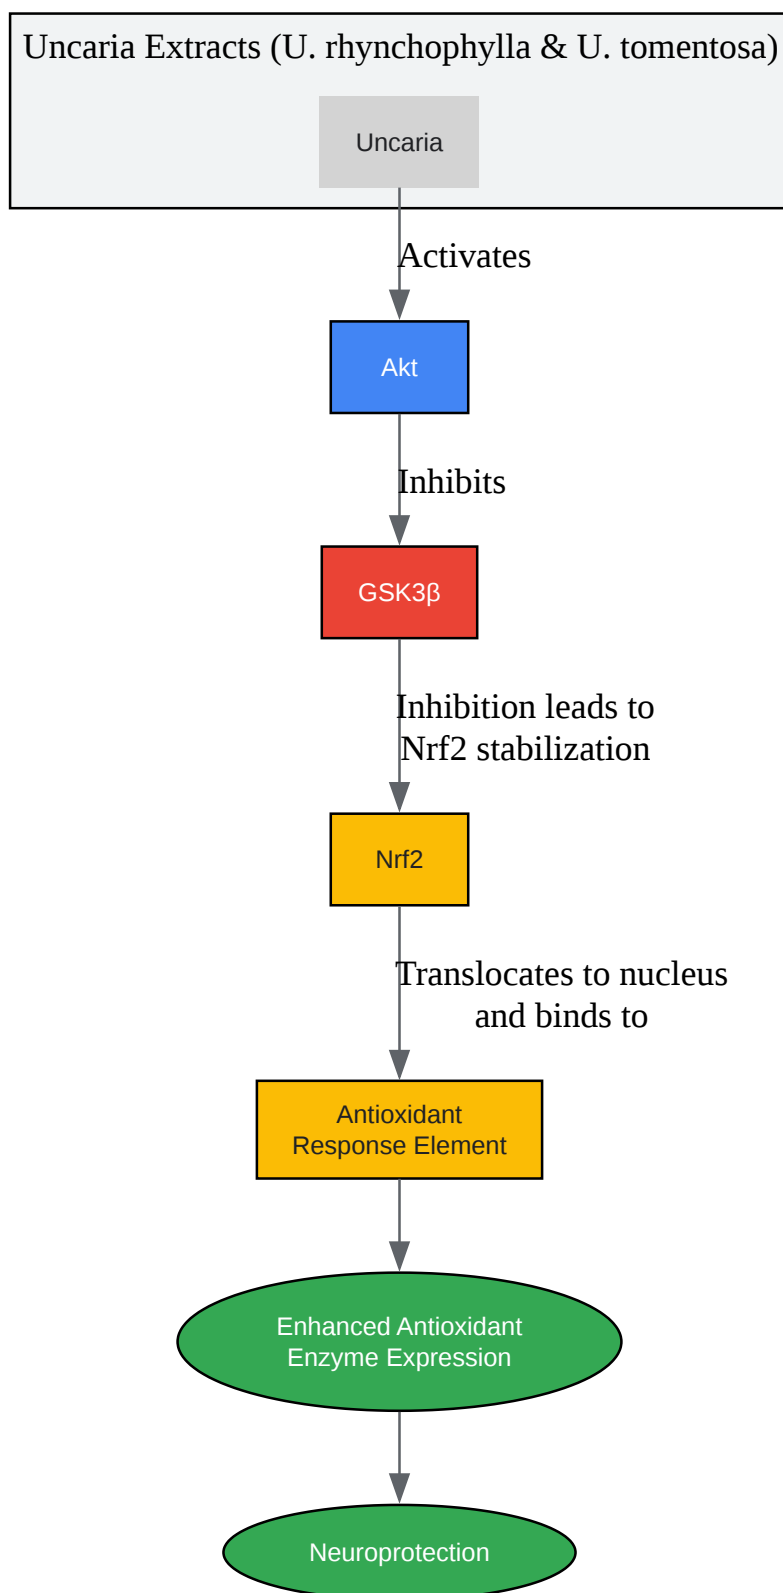 Uncaria Extracts (U. rhynchophylla & U. tomentosa)
Uncaria
Activates
Akt
Inhibits
GSK3β
Inhibition leads to
Nrf2 stabilization
Nrf2
Translocates to nucleus
and binds to
Antioxidant
Response Element
Enhanced Antioxidant
Enzyme Expression
Neuroprotection